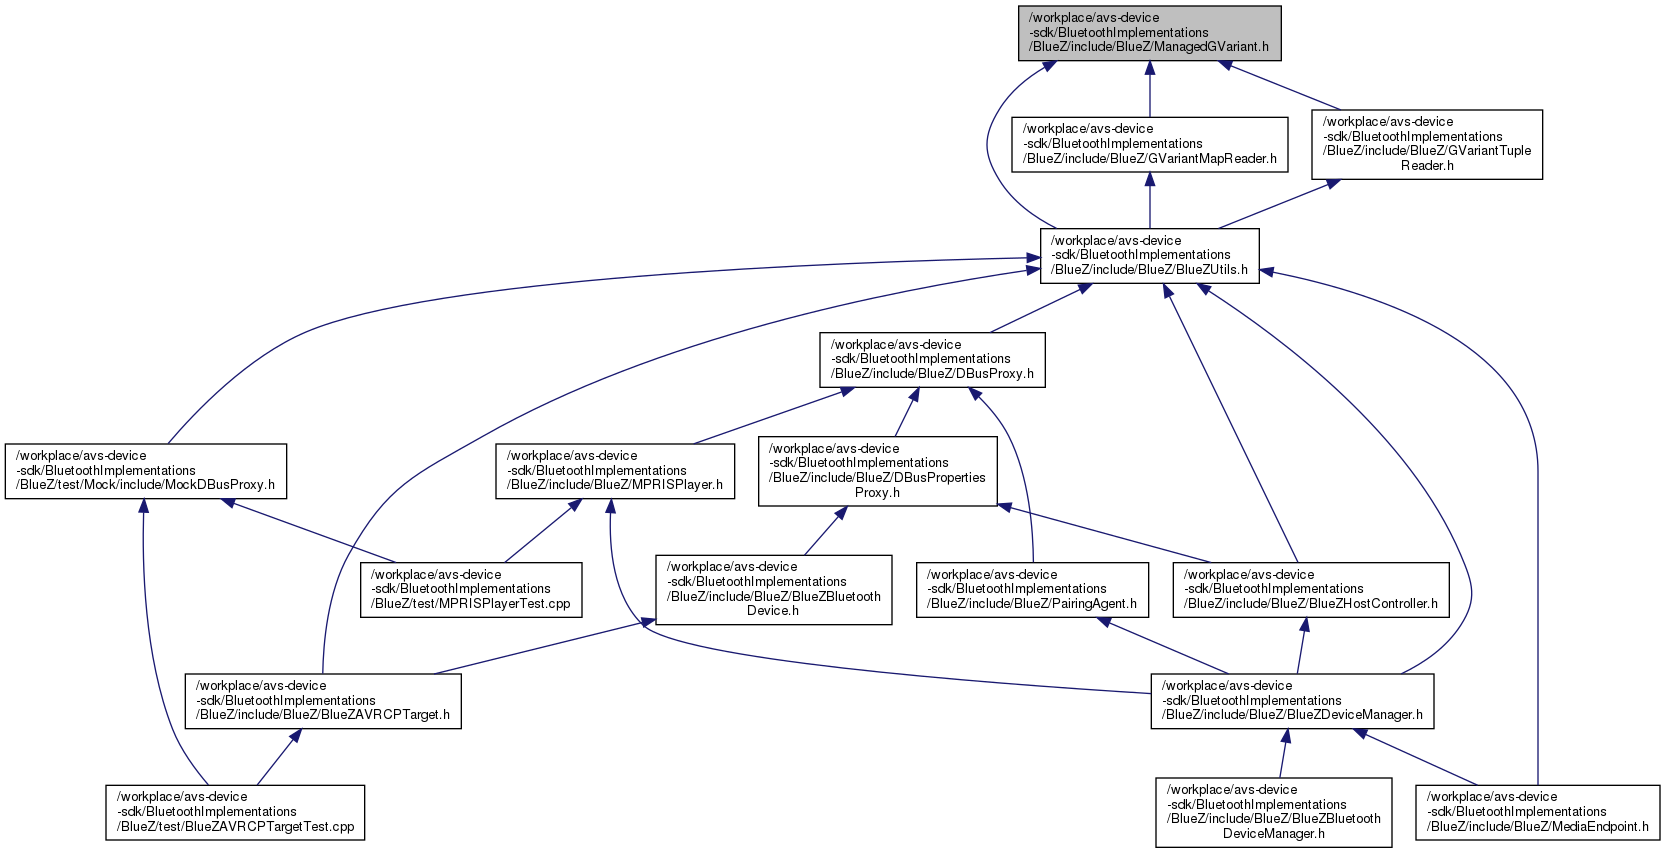 /workplace/avs-device
-sdk/BluetoothImplementations
/BlueZ/include/BlueZ/ManagedGVariant.h
/workplace/avs-device
-sdk/BluetoothImplementations
/BlueZ/include/BlueZ/GVariantMapReader.h
/workplace/avs-device
-sdk/BluetoothImplementations
/BlueZ/include/BlueZ/GVariantTuple
Reader.h
/workplace/avs-device
-sdk/BluetoothImplementations
/BlueZ/include/BlueZ/BlueZUtils.h
/workplace/avs-device
-sdk/BluetoothImplementations
/BlueZ/include/BlueZ/DBusProxy.h
/workplace/avs-device
-sdk/BluetoothImplementations
/BlueZ/test/Mock/include/MockDBusProxy.h
/workplace/avs-device
-sdk/BluetoothImplementations
/BlueZ/include/BlueZ/MPRISPlayer.h
/workplace/avs-device
-sdk/BluetoothImplementations
/BlueZ/include/BlueZ/DBusProperties
Proxy.h
/workplace/avs-device
-sdk/BluetoothImplementations
/BlueZ/test/MPRISPlayerTest.cpp
/workplace/avs-device
-sdk/BluetoothImplementations
/BlueZ/include/BlueZ/BlueZBluetooth
Device.h
/workplace/avs-device
-sdk/BluetoothImplementations
/BlueZ/include/BlueZ/PairingAgent.h
/workplace/avs-device
-sdk/BluetoothImplementations
/BlueZ/include/BlueZ/BlueZHostController.h
/workplace/avs-device
-sdk/BluetoothImplementations
/BlueZ/include/BlueZ/BlueZAVRCPTarget.h
/workplace/avs-device
-sdk/BluetoothImplementations
/BlueZ/include/BlueZ/BlueZDeviceManager.h
/workplace/avs-device
-sdk/BluetoothImplementations
/BlueZ/test/BlueZAVRCPTargetTest.cpp
/workplace/avs-device
-sdk/BluetoothImplementations
/BlueZ/include/BlueZ/BlueZBluetooth
DeviceManager.h
/workplace/avs-device
-sdk/BluetoothImplementations
/BlueZ/include/BlueZ/MediaEndpoint.h